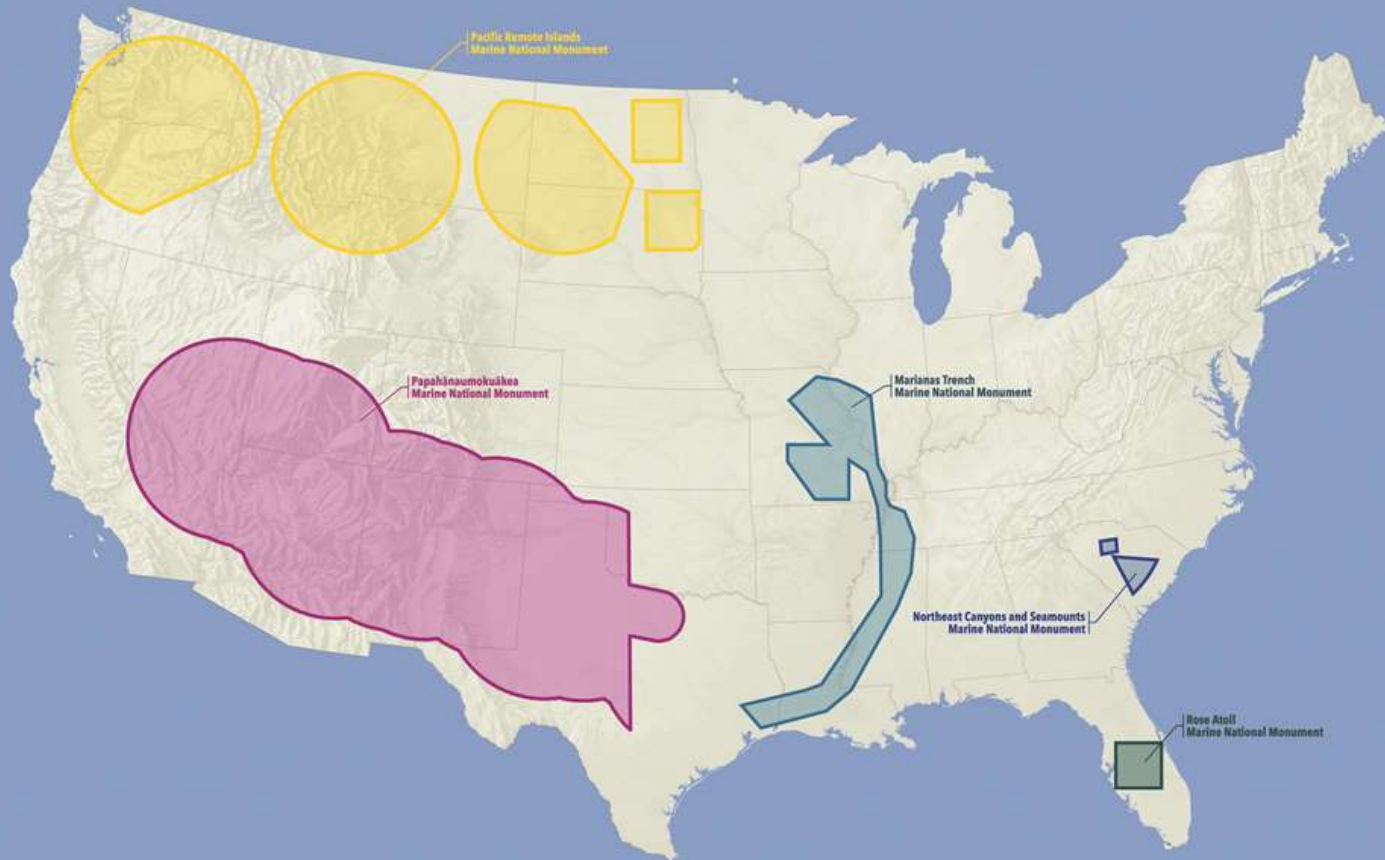 Pacific Remote Islands
Marine National Monument
Papahānaumokuākea
Marine National Monument
Marianas Trench
Marine National Monument
Northeast Canyons and Seamounts
Marine National Monument
Rose Atoll
Marine National Monument